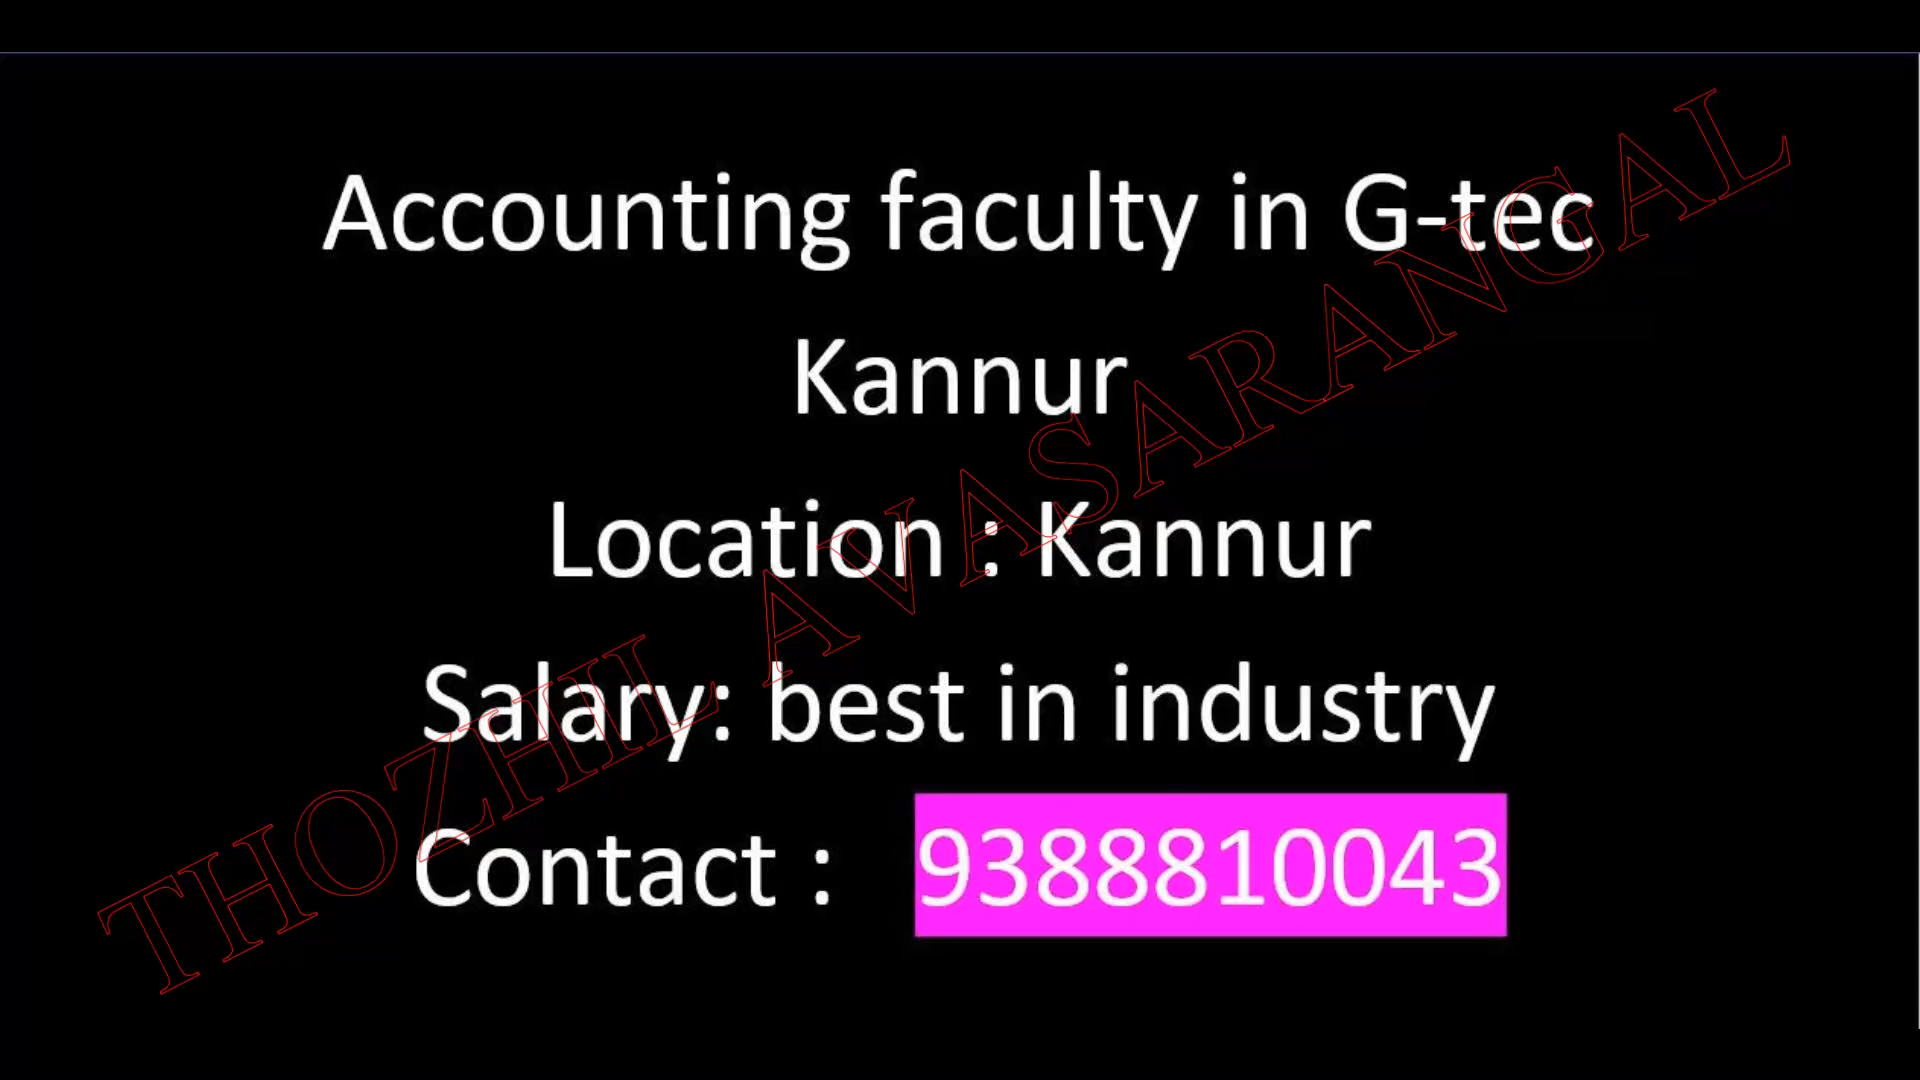 Accounting faculty in G-tec
Kannur
Location : Kannur
Salary: best in industry
Contact : 9388810043
THOZHIL AVASARANGAL